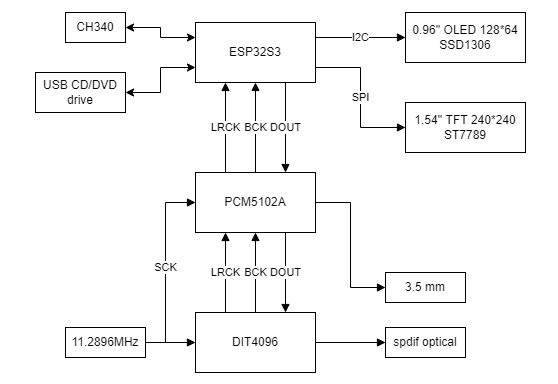 CH340
ESP32S3
I2C
0.96" OLED 128*64
SSD1306
USB CD/DVD
drive
SPI
1.54" TFT 240*240
ST7789
LRCK BCK DOUT
PCM5102A
SCK
LRCK BCK DOUT
3.5 mm
11.2896MHz
DIT4096
spdif optical